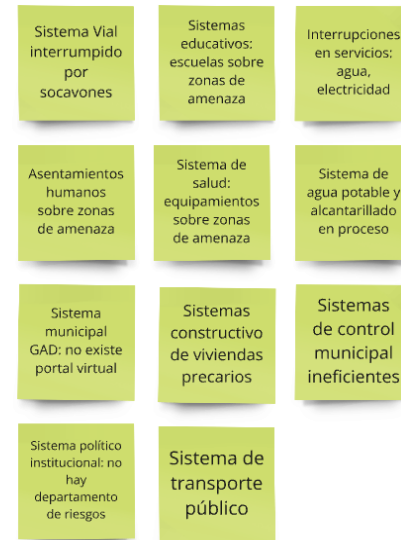 Sistema Vial
interrumpido
por
socavones
Sistemas
educativos:
escuelas sobre
zonas de
amenaza
Interrupciones
en servicios:
agua,
electricidad
Asentamientos
humanos
sobre zonas
de amenaza
Sistema de
salud:
equipamientos
sobre zonas
de amenaza
Sistema de
agua potable y
alcantarillado
en proceso
Sistema
municipal
GAD: no existe
portal virtual
Sistemas
constructivo
de viviendas
precarios
Sistemas
de control
municipal
ineficientes
Sistema político
institucional: no
hay
departamento
de riesgos
Sistema de
transporte
público